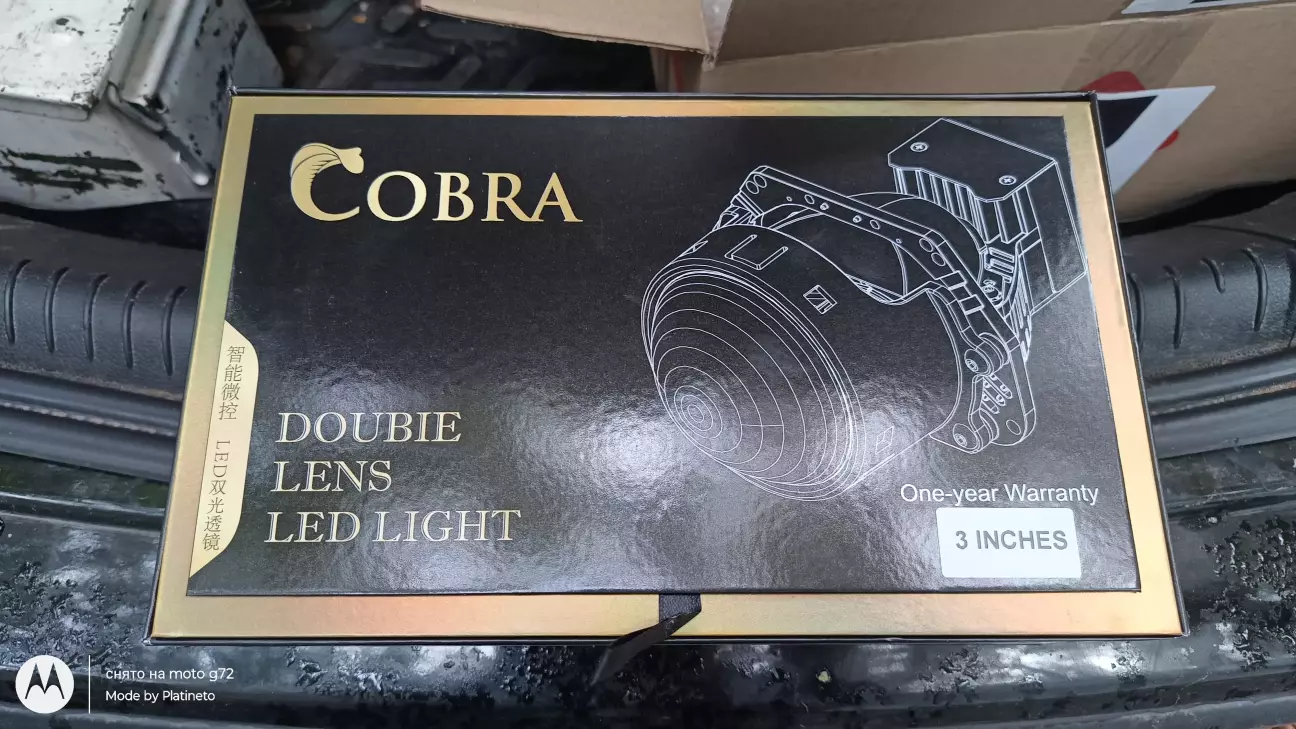 COBRA
智能微控 LED双光透镜
DOUBIE
LENS
LED LIGHT
One-year Warranty
3 INCHES
снято на moto g72
Mode by Platineto